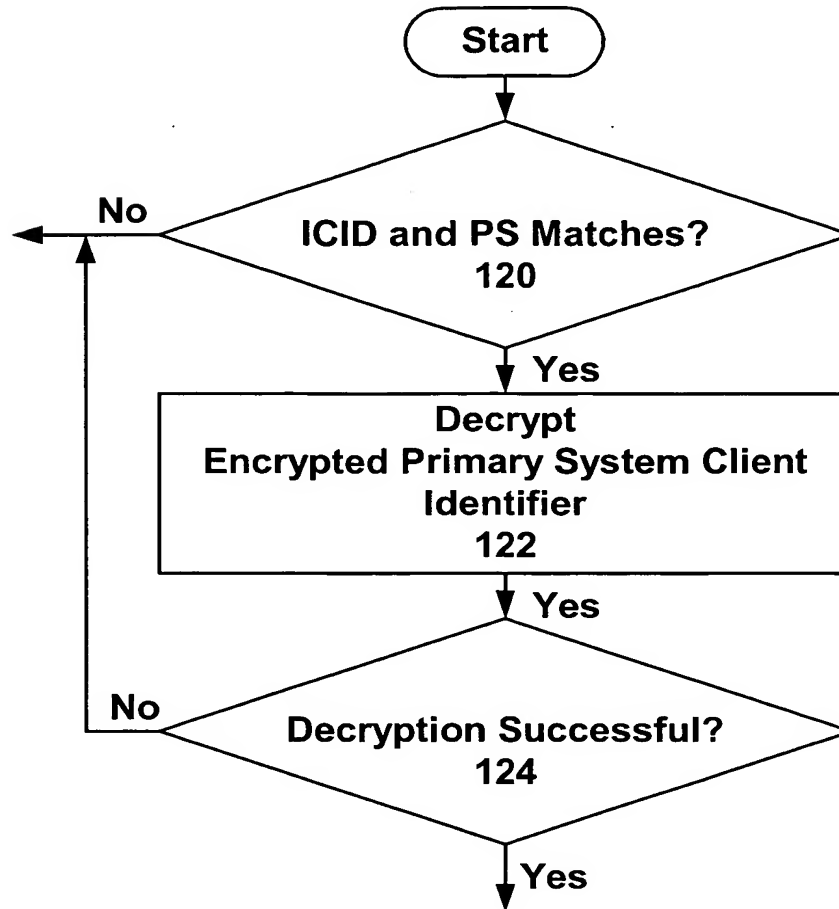 Start
No
ICID and PS Matches?
120
Yes
Decrypt
Encrypted Primary System Client
Identifier
122
Yes
No
Decryption Successful?
124
Yes